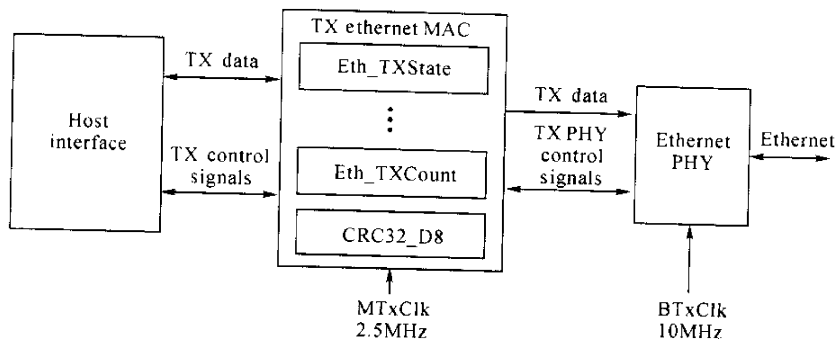 TX ethernet MAC
TX data
Eth_TXState
Host
interface
TX data
TX PHY
control
signals
Ethernet
PHY
Ethernet
TX control
signals
Eth_TXCount
CRC32_D8
MTxClk
2.5MHz
BTxClk
10MHz